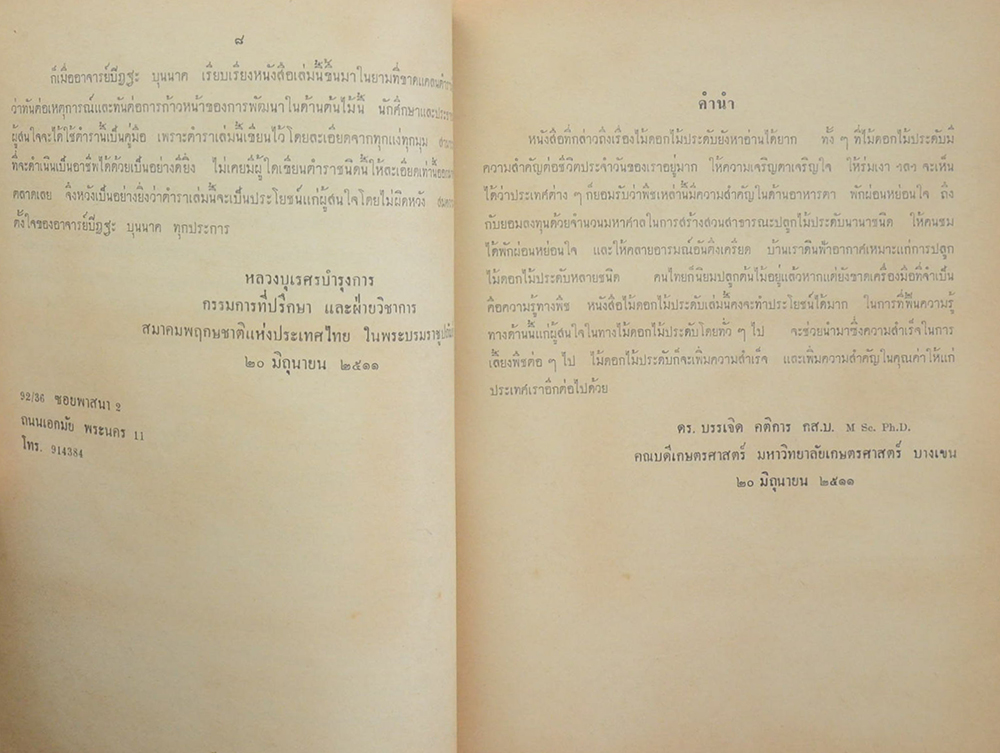 ๘
ก็เมื่ออาจารย์ปิฏฐะ บุนนาค เรียบเรียงหนังสือเล่มนี้ขึ้นมาในยามที่ขาดแคลนตำรา
ว่าทันต่อเหตุการณ์และทันต่อการก้าวหน้าของการพัฒนาในด้านต้นไม้นี้ นักศึกษาและ
ผู้สนใจจะได้ใช้ตำรานี้เป็นคู่มือ เพราะตำราเล่มนี้เขียนไว้โดยละเอียดจากทุกแง่ทุกมุม
ที่จะดำเนินเป็นอาชีพได้ด้วยเป็นอย่างดียิ่ง ไม่เคยมีผู้ใดเขียนตำราชนิดนี้ให้ละเอียดเท่านี้
ตลาดเลย จึงหวังเป็นอย่างยิ่งว่าตำราเล่มนี้จะเป็นประโยชน์แก่ผู้สนใจโดยไม่ผิดหวัง
ตั้งใจของอาจารย์ปิฏฐะ บุนนาค ทุกประการ
หลวงบุเรศรบำรุงการ
กรรมการที่ปรึกษา และฝ่ายวิชาการ
สมาคมพฤกษชาติแห่งประเทศไทย ในพระบรมราชูปถัมภ์
๒๐ มิถุนายน ๒๕๑๑
92/36 ซอยพาสนา 2
ถนนเอกมัย พระนคร 11
โทร. 914384
คำนำ
หนังสือที่กล่าวถึงเรื่องไม้ดอกไม้ประดับยังหาอ่านได้ยาก ทั้ง ๆ ที่ไม้ดอกไม้ประดับมี
ความสำคัญต่อชีวิตประจำวันของเราอยู่มาก ให้ความเจริญตาเจริญใจ ให้ร่มเงา ฯลฯ จะเห็น
ได้ว่าประเทศต่าง ๆ ก็ยอมรับว่าพืชเหล่านี้มีความสำคัญในด้านอาหารตา พักผ่อนหย่อนใจ ถึง
กับยอมลงทุนด้วยจำนวนมหาศาลในการสร้างสวนสาธารณะปลูกไม้ประดับนานาชนิด ให้คนชม
ได้พักผ่อนหย่อนใจ และให้คลายอารมณ์อันตึงเครียด บ้านเราดินฟ้าอากาศเหมาะแก่การปลูก
ไม้ดอกไม้ประดับหลายชนิด คนไทยก็นิยมปลูกต้นไม้อยู่แล้วหากแต่ยังขาดเครื่องมือที่จำเป็น
คือความรู้ทางพืช หนังสือไม้ดอกไม้ประดับเล่มนี้คงจะทำประโยชน์ได้มาก ในการที่ฟื้นความรู้
ทางด้านนี้แก่ผู้สนใจในทางไม้ดอกไม้ประดับโดยทั่ว ๆ ไป จะช่วยนำมาซึ่งความสำเร็จในการ
เลี้ยงพืชต่อ ๆ ไป ไม้ดอกไม้ประดับก็จะเพิ่มความสำเร็จ และเพิ่มความสำคัญในคุณค่าให้แก่
ประเทศเราอีกต่อไปด้วย
ดร. บรรเจิด คติการ กส.บ. M Sc. Ph.D.
คณบดีเกษตรศาสตร์ มหาวิทยาลัยเกษตรศาสตร์ บางเขน
๒๐ มิถุนายน ๒๕๑๑